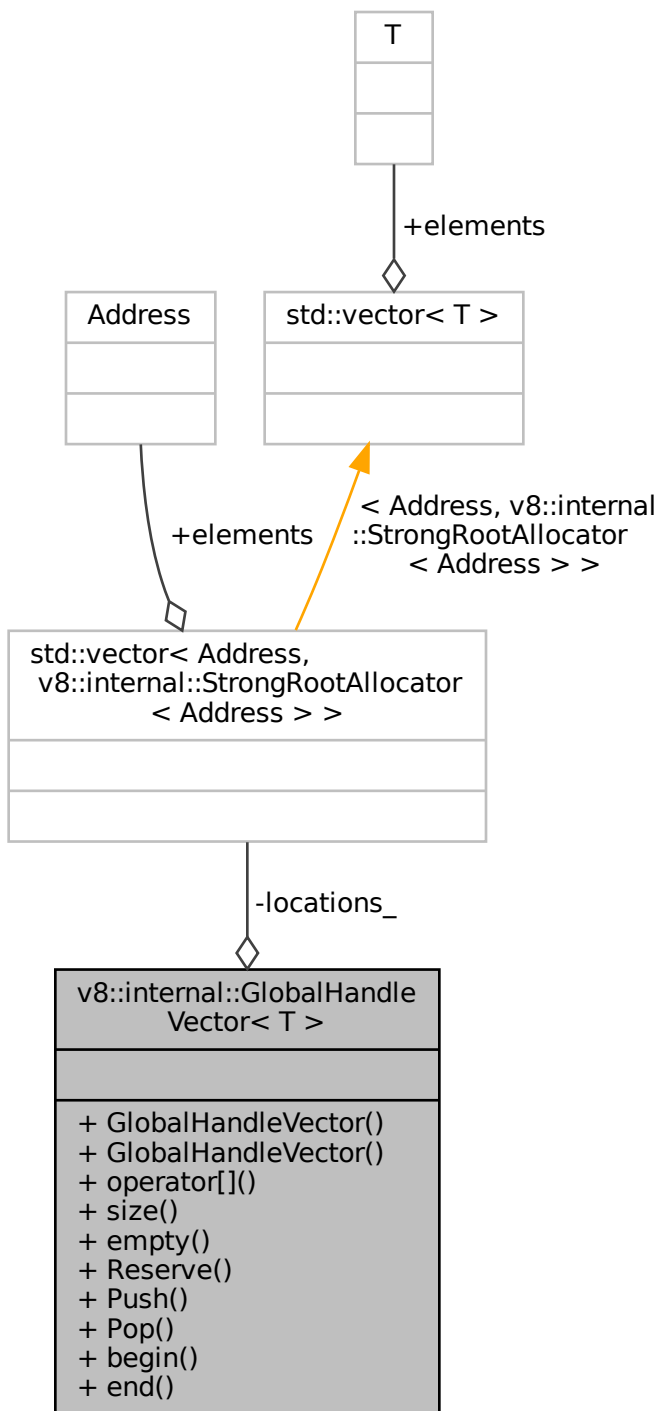 T
+elements
Address
std::vector< T >
< Address, v8::internal
::StrongRootAllocator
< Address > >
+elements
std::vector< Address,
v8::internal::StrongRootAllocator
< Address > >
-locations_
v8::internal::GlobalHandle
Vector< T >
+ GlobalHandleVector()
+ GlobalHandleVector()
+ operator[]()
+ size()
+ empty()
+ Reserve()
+ Push()
+ Pop()
+ begin()
+ end()